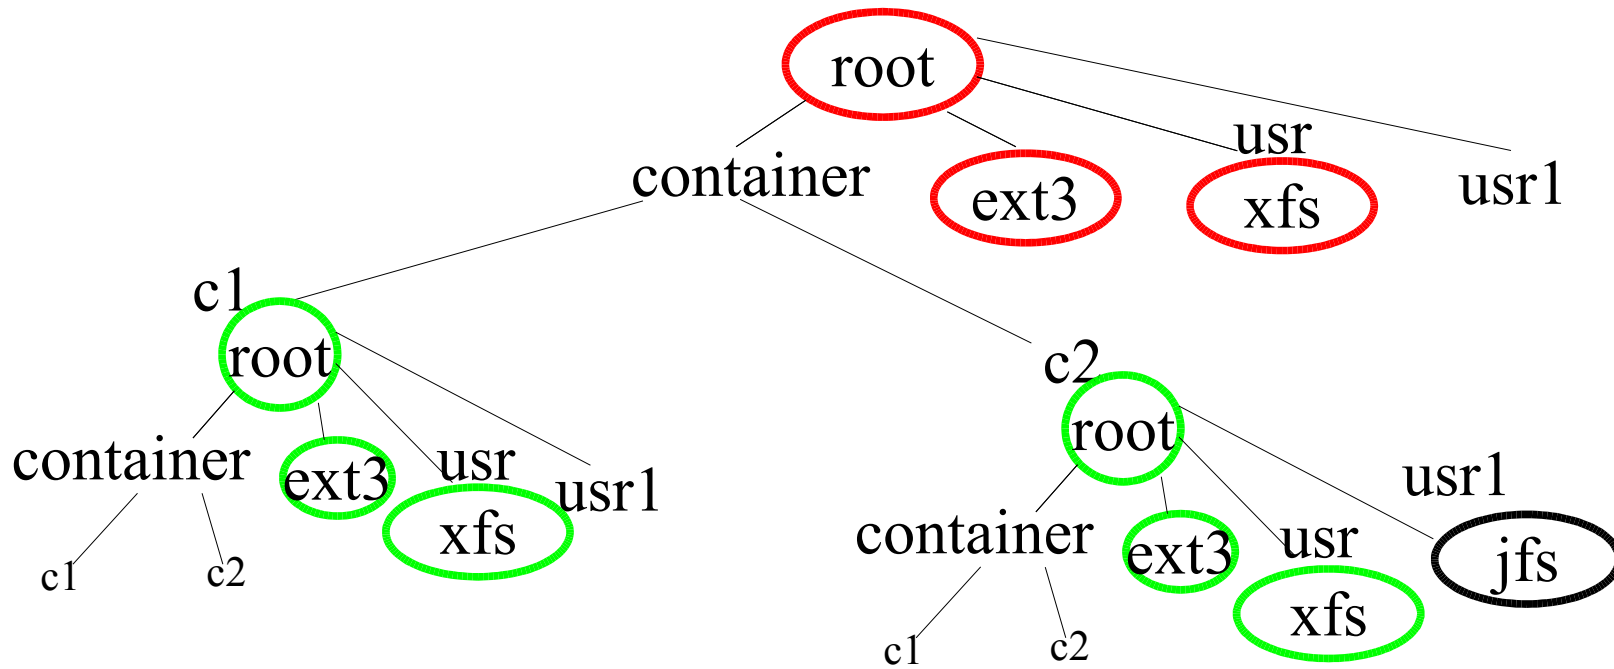 root
container
ext3
usr
xfs
usr1
c1
root
container
ext3
usr
xfs
usr1
c1
c2
c2
root
container
ext3
usr
xfs
usr1
jfs
c1
c2